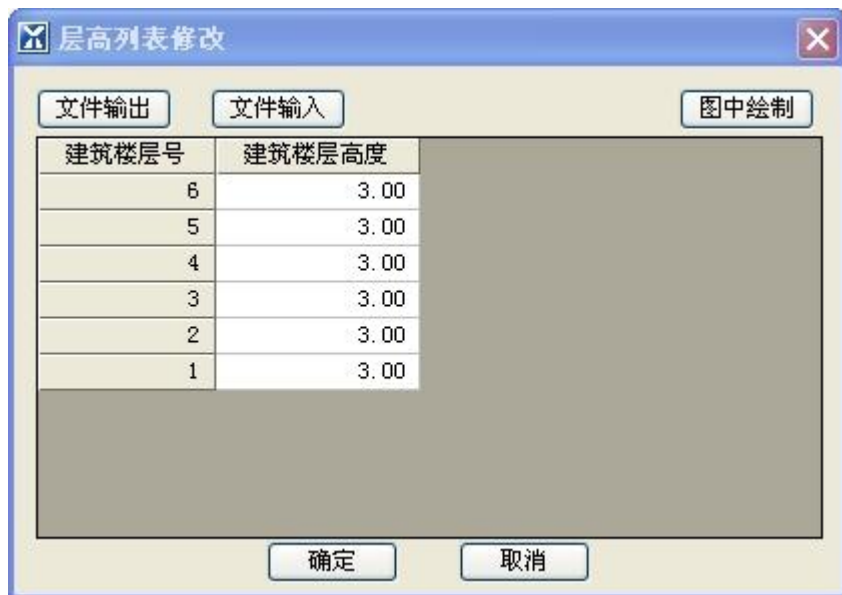 层高列表修改
文件输出 文件输入 图中绘制
建筑楼层号 建筑楼层高度
6 3.00
5 3.00
4 3.00
3 3.00
2 3.00
1 3.00
确定 取消